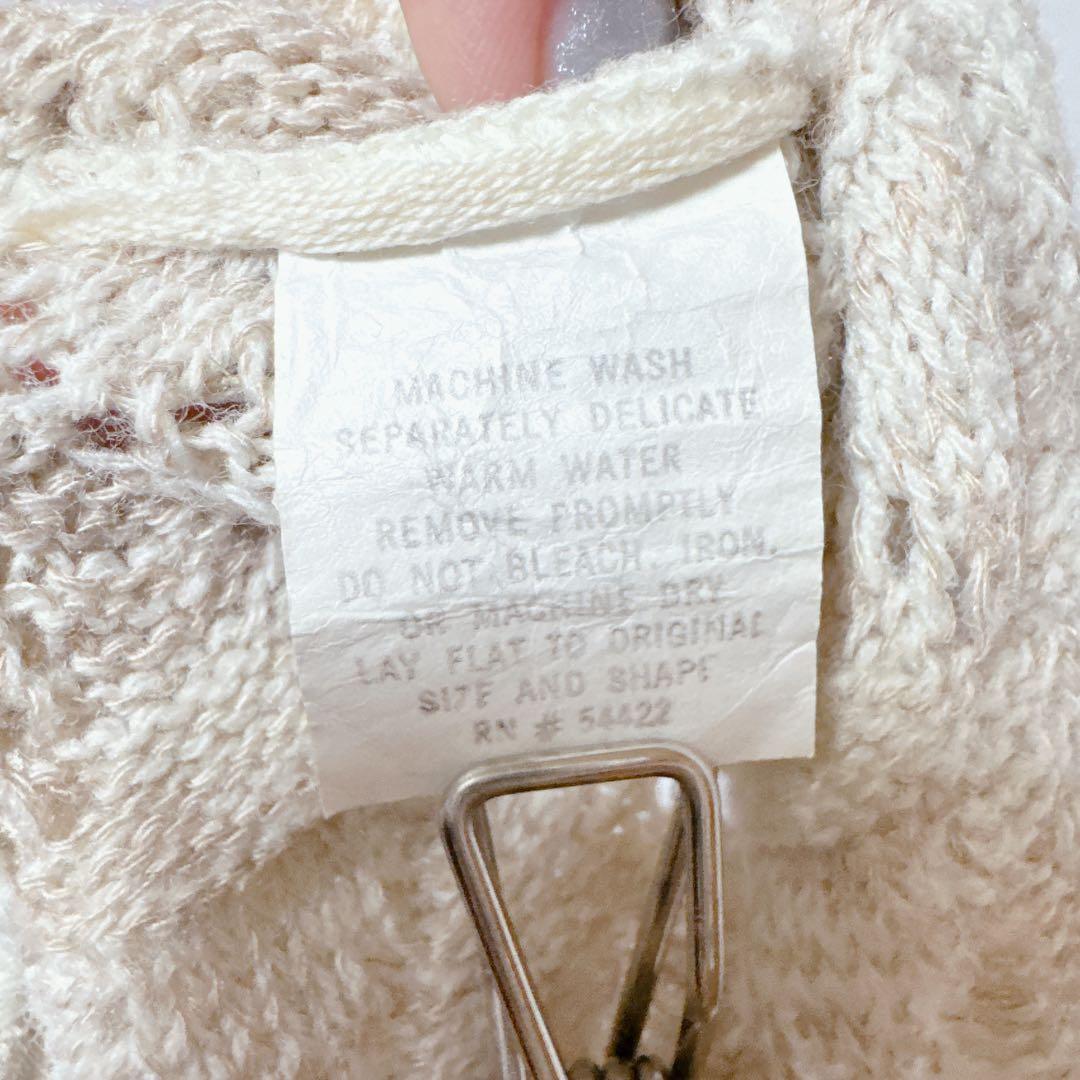 MACHINE WASH
SEPARATELY DELICATE
WARM WATER
REMOVE PROMPTLY
DO NOT BLEACH, IRON,
OR MACHINE DRY
LAY FLAT TO ORIGINAL
SIZE AND SHAPE
RN # 54422